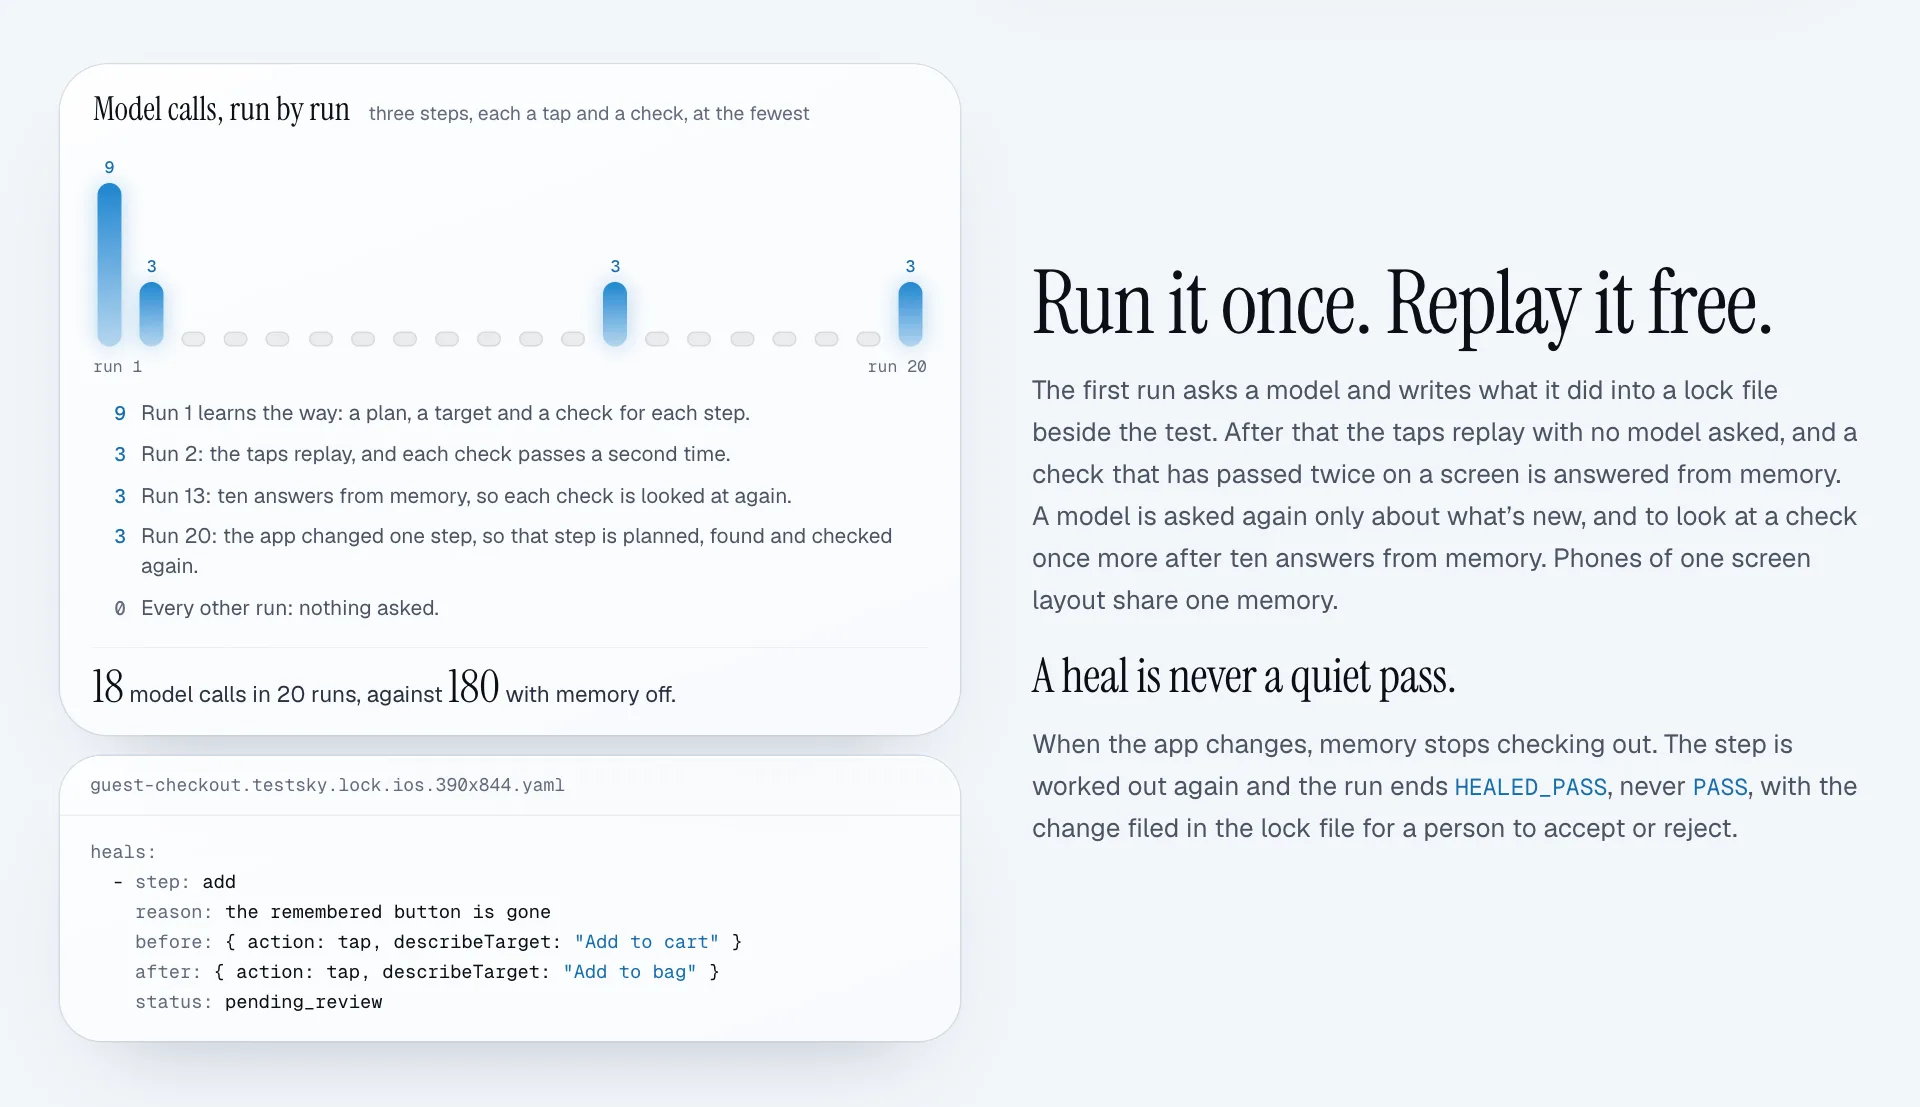 Model calls, run by run three steps, each a tap and a check, at the fewest
9
3
3
3
run 1
run 20
9 Run 1 learns the way: a plan, a target and a check for each step.
3 Run 2: the taps replay, and each check passes a second time.
3 Run 13: ten answers from memory, so each check is looked at again.
3 Run 20: the app changed one step, so that step is planned, found and checked
again.
0 Every other run: nothing asked.
18 model calls in 20 runs, against 180 with memory off.
guest-checkout.testsky.lock.ios.390x844.yaml
heals:
- step: add
reason: the remembered button is gone
before: { action: tap, describeTarget: "Add to cart" }
after: { action: tap, describeTarget: "Add to bag" }
status: pending_review
Run it once. Replay it free.
The first run asks a model and writes what it did into a lock file
beside the test. After that the taps replay with no model asked, and a
check that has passed twice on a screen is answered from memory.
A model is asked again only about what’s new, and to look at a check
once more after ten answers from memory. Phones of one screen
layout share one memory.
A heal is never a quiet pass.
When the app changes, memory stops checking out. The step is
worked out again and the run ends HEALED_PASS, never PASS, with the
change filed in the lock file for a person to accept or reject.